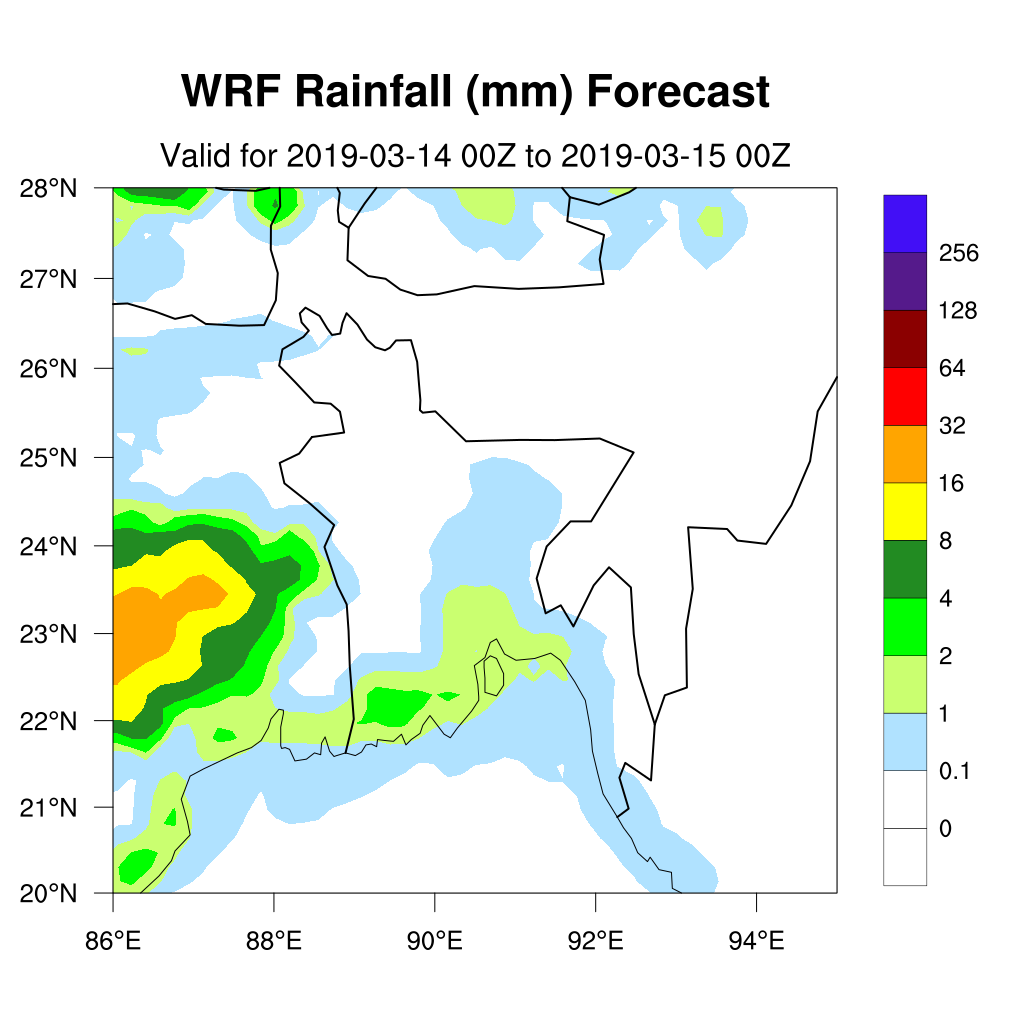 WRF Rainfall (mm) Forecast
Valid for 2019-03-14 00Z to 2019-03-15 00Z
28°N
27°N
26°N
25°N
24°N
23°N
22°N
21°N
20°N
86°E 88°E 90°E 92°E 94°E
256
128
64
32
16
8
4
2
1
0.1
0